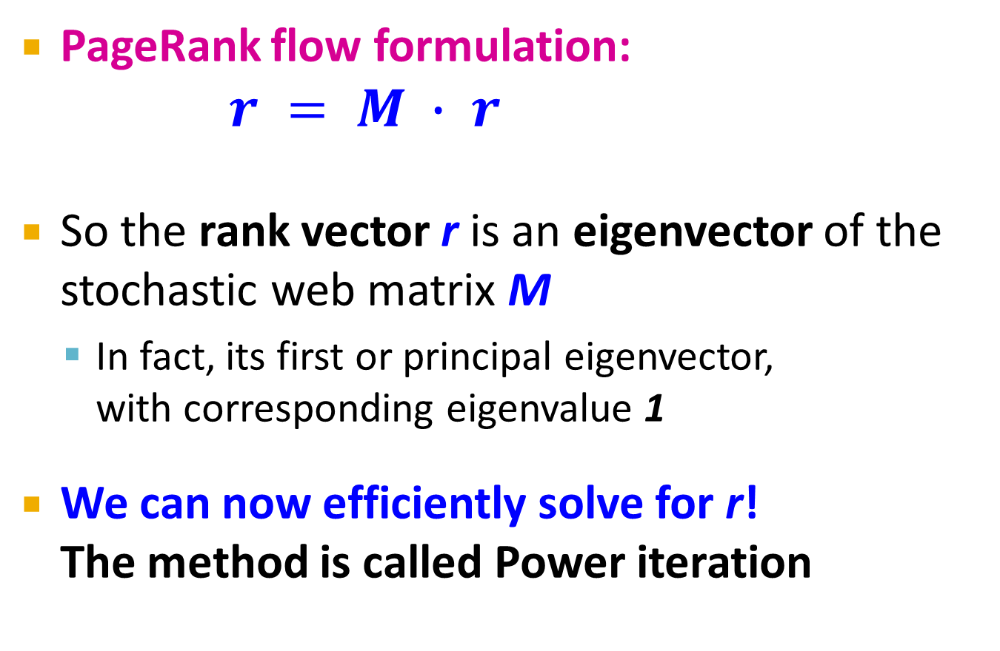 PageRank flow formulation:
r = M · r
So the rank vector r is an eigenvector of the
stochastic web matrix M
In fact, its first or principal eigenvector,
with corresponding eigenvalue 1
We can now efficiently solve for r!
The method is called Power iteration